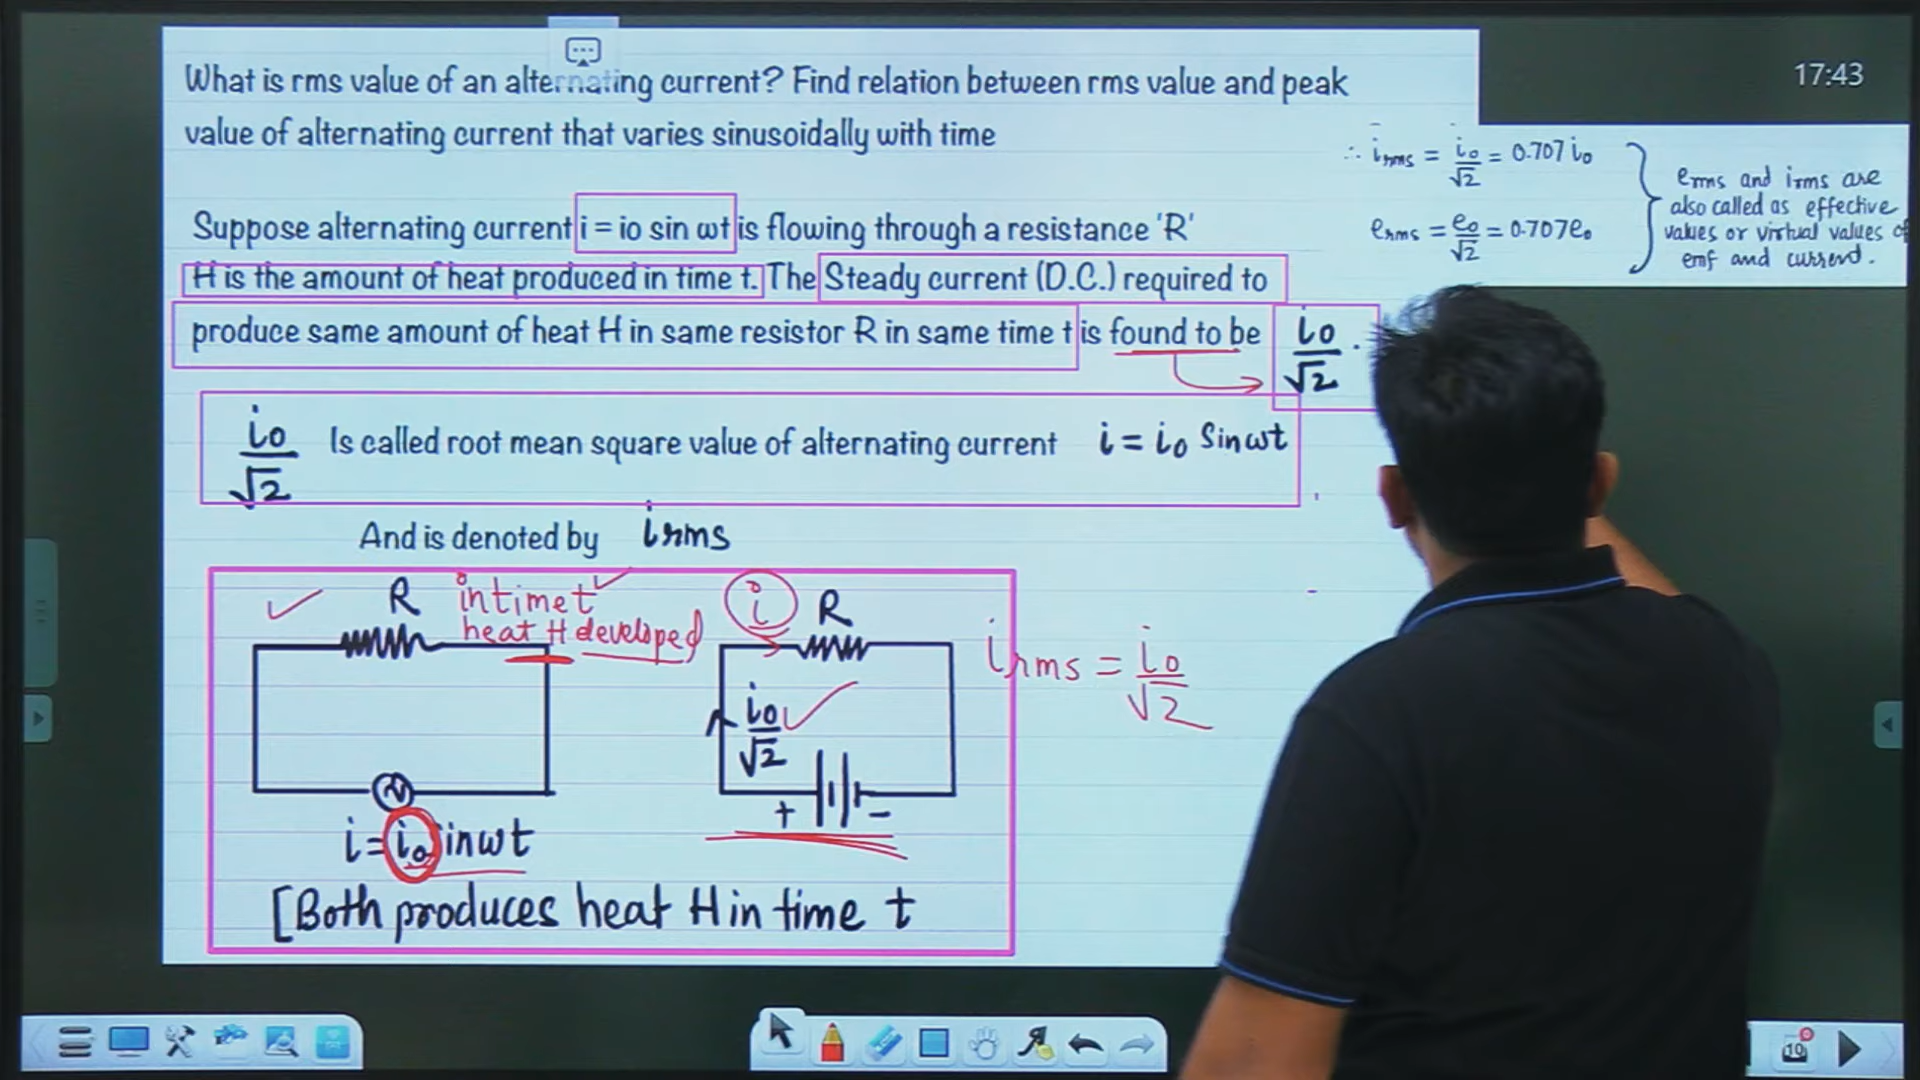 What is rms value of an alternating current? Find relation between rms value and peak
value of alternating current that varies sinusoidally with time
17:43
∴ irms = i₀/√2 = 0.707 i₀
erms = e₀/√2 = 0.707e₀
erms and irms are
also called as effective
values or virtual values of
emf and current.
Suppose alternating current i = io sin ωt is flowing through a resistance 'R'
H is the amount of heat produced in time t. The Steady current (D.C.) required to
produce same amount of heat H in same resistor R in same time t is found to be i₀/√2 .
i₀/√2 Is called root mean square value of alternating current i = i₀ Sinωt
And is denoted by irms
R in time t
heat H developed
i R
irms = i₀/√2
i₀/√2
+ −
i = i₀ sinωt
[Both produces heat H in time t
10